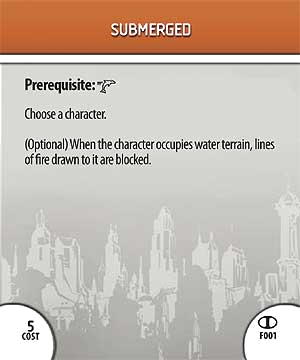 SUBMERGED
Prerequisite:
Choose a character.
(Optional) When the character occupies water terrain, lines
of fire drawn to it are blocked.
5
COST
F001